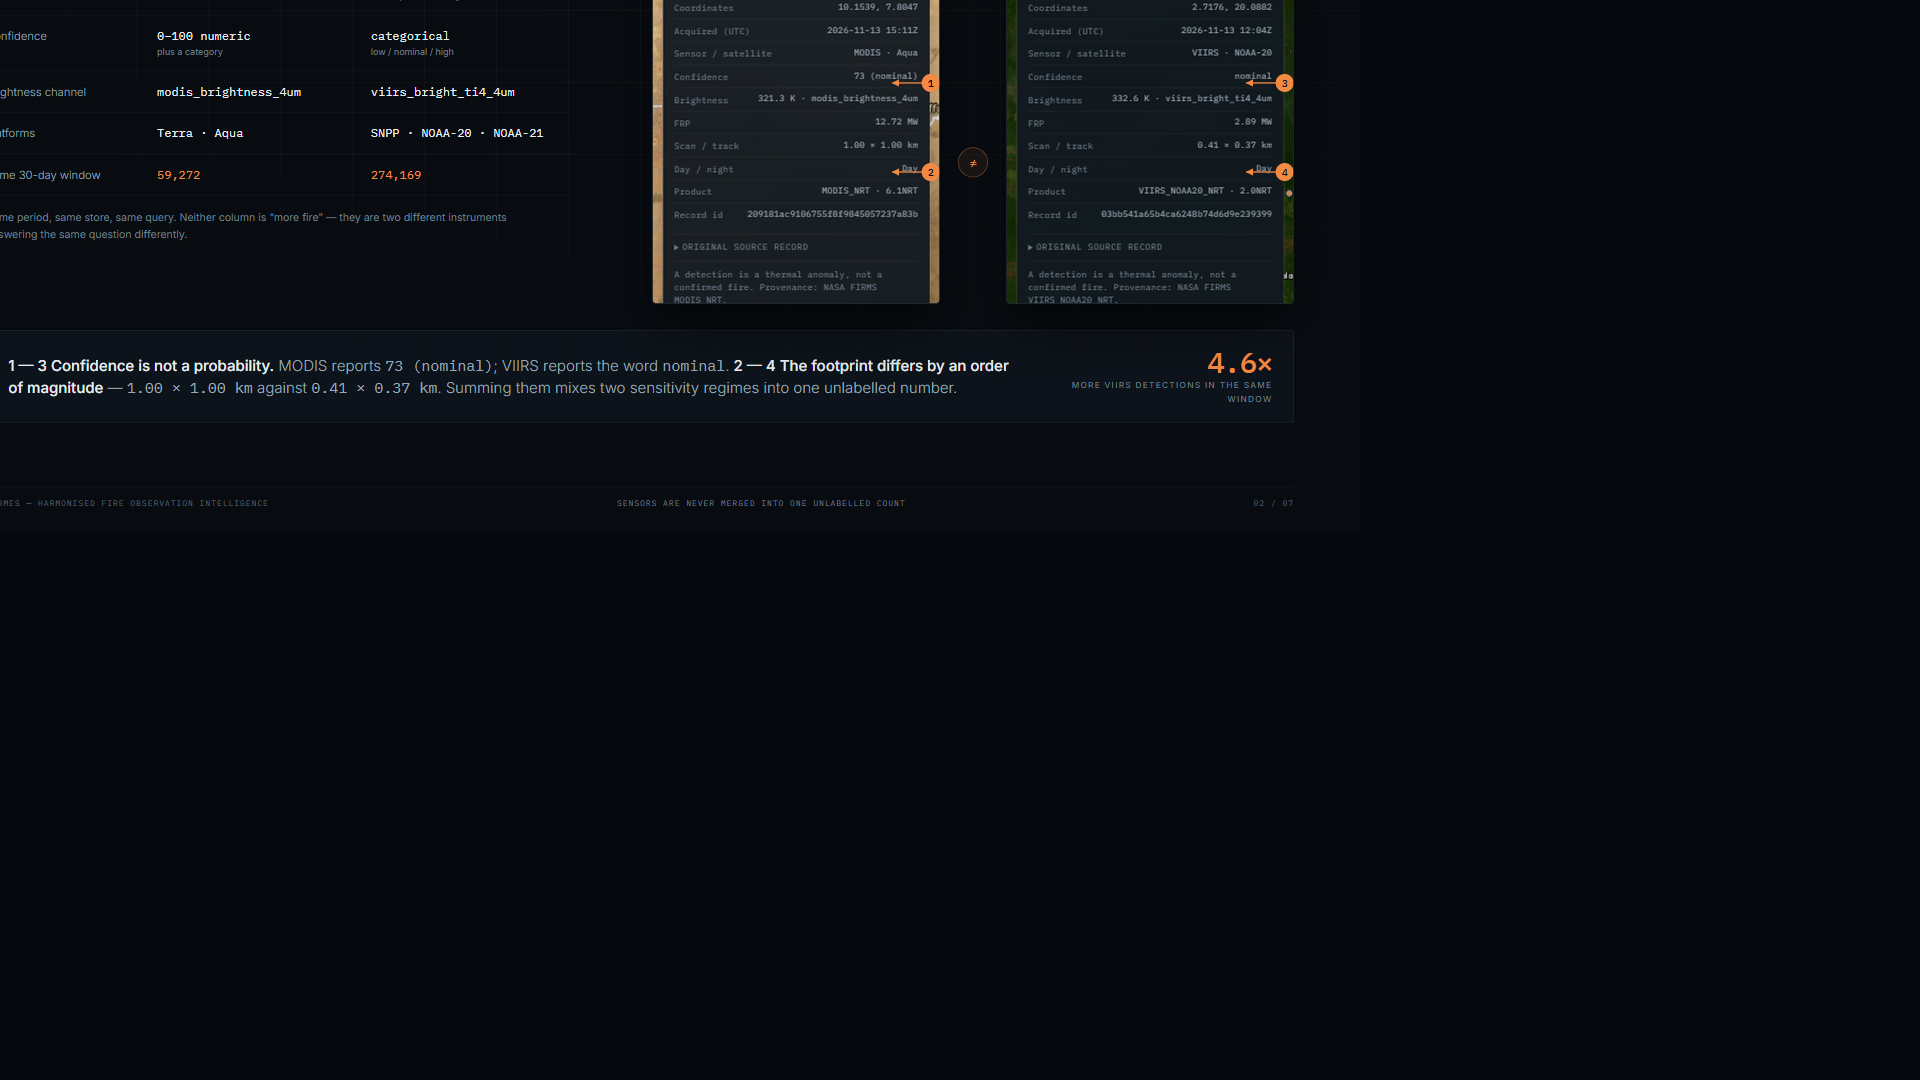 nfidence 0–100 numeric categorical
plus a category low / nominal / high
ghtness channel modis_brightness_4um viirs_bright_ti4_4um
atforms Terra · Aqua SNPP · NOAA-20 · NOAA-21
me 30-day window 59,272 274,169
me period, same store, same query. Neither column is “more fire” — they are two different instruments
swering the same question differently.
Coordinates 10.1539, 7.8047
Acquired (UTC) 2026-11-13 15:11Z
Sensor / satellite MODIS · Aqua
Confidence 73 (nominal)
1
Brightness 321.3 K · modis_brightness_4um
FRP 12.72 MW
Scan / track 1.00 × 1.00 km
Day / night Day
2
Product MODIS_NRT · 6.1NRT
Record id 209181ac9106755f8f9845057237a83b
▸ ORIGINAL SOURCE RECORD
A detection is a thermal anomaly, not a
confirmed fire. Provenance: NASA FIRMS
MODIS_NRT.
≠
Coordinates 2.7176, 20.0882
Acquired (UTC) 2026-11-13 12:04Z
Sensor / satellite VIIRS · NOAA-20
Confidence nominal
3
Brightness 332.6 K · viirs_bright_ti4_4um
FRP 2.89 MW
Scan / track 0.41 × 0.37 km
Day / night Day
4
Product VIIRS_NOAA20_NRT · 2.0NRT
Record id 03bb541a65b4ca6248b74d6d9e239399
▸ ORIGINAL SOURCE RECORD
A detection is a thermal anomaly, not a
confirmed fire. Provenance: NASA FIRMS
VIIRS_NOAA20_NRT.
1 — 3 Confidence is not a probability. MODIS reports 73 (nominal); VIIRS reports the word nominal. 2 — 4 The footprint differs by an order
of magnitude — 1.00 × 1.00 km against 0.41 × 0.37 km. Summing them mixes two sensitivity regimes into one unlabelled number.
4.6×
MORE VIIRS DETECTIONS IN THE SAME
WINDOW
RMES — HARMONISED FIRE OBSERVATION INTELLIGENCE
SENSORS ARE NEVER MERGED INTO ONE UNLABELLED COUNT
02 / 07